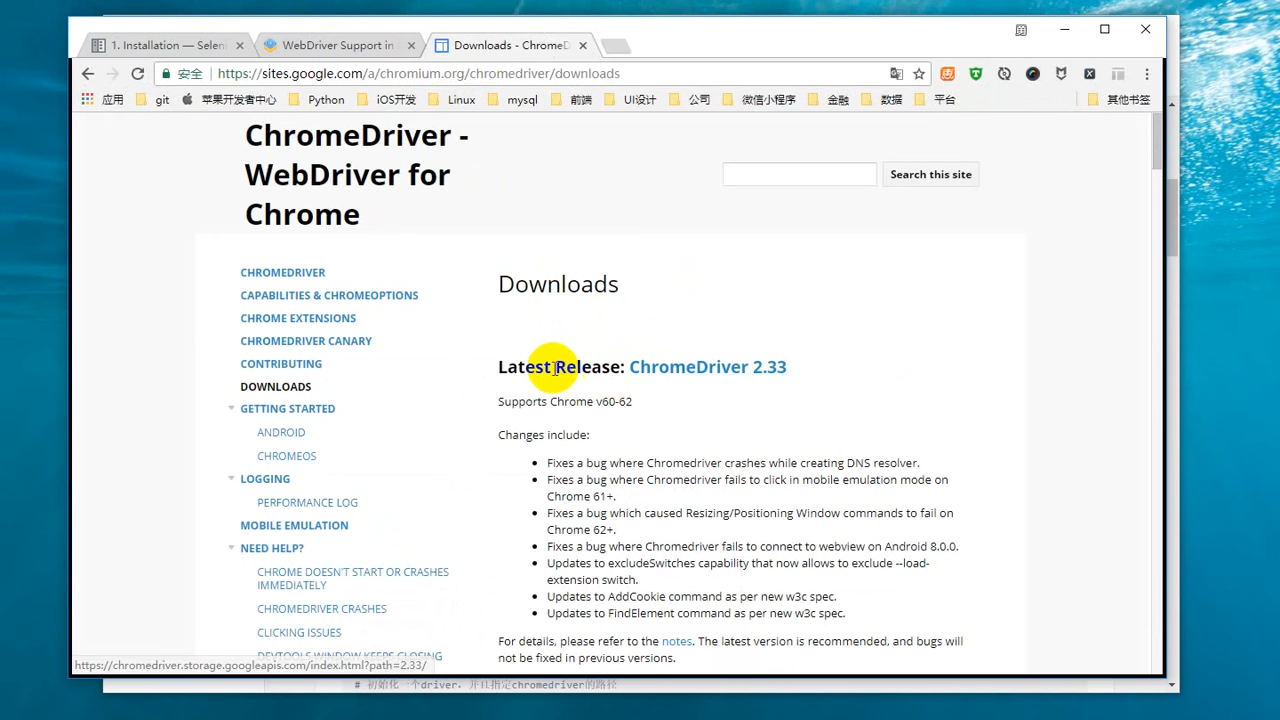 1. Installation — Selen
WebDriver Support in
Downloads - ChromeD
安全 https://sites.google.com/a/chromium.org/chromedriver/downloads
应用 git 苹果开发者中心 Python iOS开发 Linux mysql 前端 UI设计 公司 微信小程序 金融 数据 平台 其他书签
ChromeDriver -
WebDriver for
Chrome
Search this site
CHROMEDRIVER
CAPABILITIES & CHROMEOPTIONS
CHROME EXTENSIONS
CHROMEDRIVER CANARY
CONTRIBUTING
DOWNLOADS
GETTING STARTED
ANDROID
CHROMEOS
LOGGING
PERFORMANCE LOG
MOBILE EMULATION
NEED HELP?
CHROME DOESN'T START OR CRASHES
IMMEDIATELY
CHROMEDRIVER CRASHES
CLICKING ISSUES
DEVTOOLS WINDOW KEEPS CLOSING
Downloads
Latest Release: ChromeDriver 2.33
Supports Chrome v60-62
Changes include:
Fixes a bug where Chromedriver crashes while creating DNS resolver.
Fixes a bug where Chromedriver fails to click in mobile emulation mode on
Chrome 61+.
Fixes a bug which caused Resizing/Positioning Window commands to fail on
Chrome 62+.
Fixes a bug where Chromedriver fails to connect to webview on Android 8.0.0.
Updates to excludeSwitches capability that now allows to exclude --load-
extension switch.
Updates to AddCookie command as per new w3c spec.
Updates to FindElement command as per new w3c spec.
For details, please refer to the notes. The latest version is recommended, and bugs will
not be fixed in previous versions.
https://chromedriver.storage.googleapis.com/index.html?path=2.33/
# 初始化一个driver，并且指定chromedriver的路径